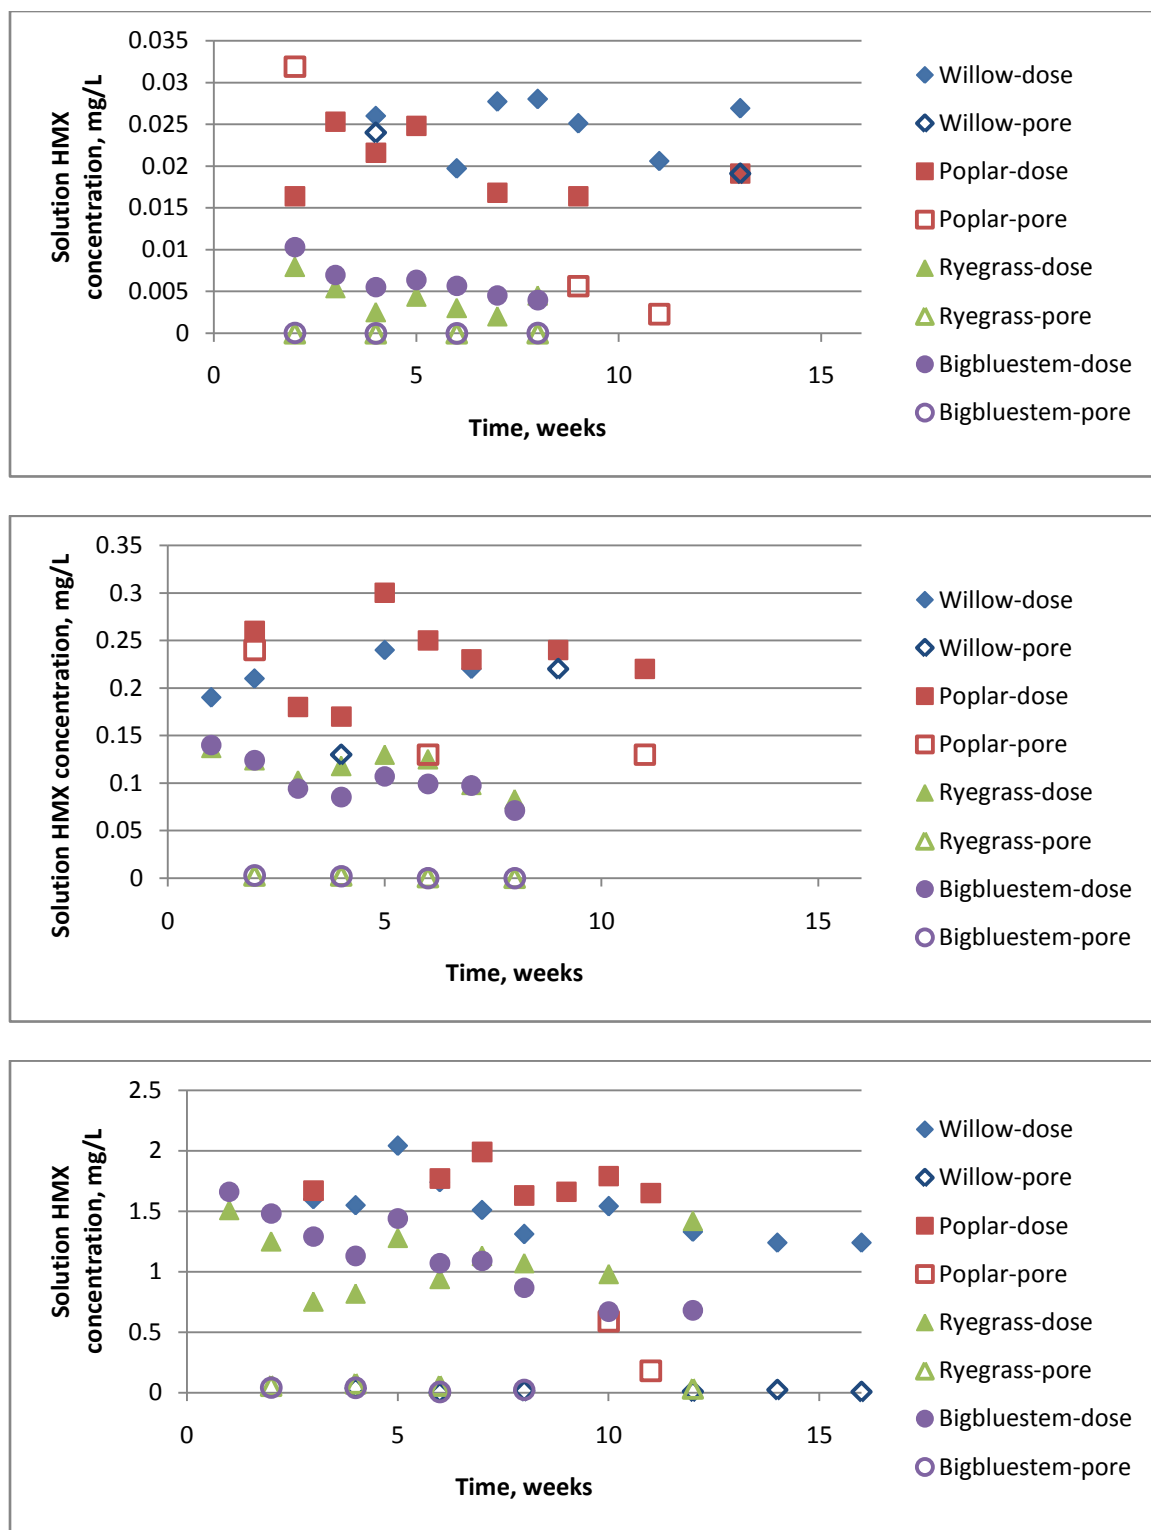 Solution HMX
concentration, mg/L
0.035
0.03
0.025
0.02
0.015
0.01
0.005
0
0 5 10 15
Time, weeks
Willow-dose
Willow-pore
Poplar-dose
Poplar-pore
Ryegrass-dose
Ryegrass-pore
Bigbluestem-dose
Bigbluestem-pore
Solution HMX concentration, mg/L
0.35
0.3
0.25
0.2
0.15
0.1
0.05
0
0 5 10 15
Time, weeks
Willow-dose
Willow-pore
Poplar-dose
Poplar-pore
Ryegrass-dose
Ryegrass-pore
Bigbluestem-dose
Bigbluestem-pore
Solution HMX
concentration, mg/L
2.5
2
1.5
1
0.5
0
0 5 10 15
Time, weeks
Willow-dose
Willow-pore
Poplar-dose
Poplar-pore
Ryegrass-dose
Ryegrass-pore
Bigbluestem-dose
Bigbluestem-pore